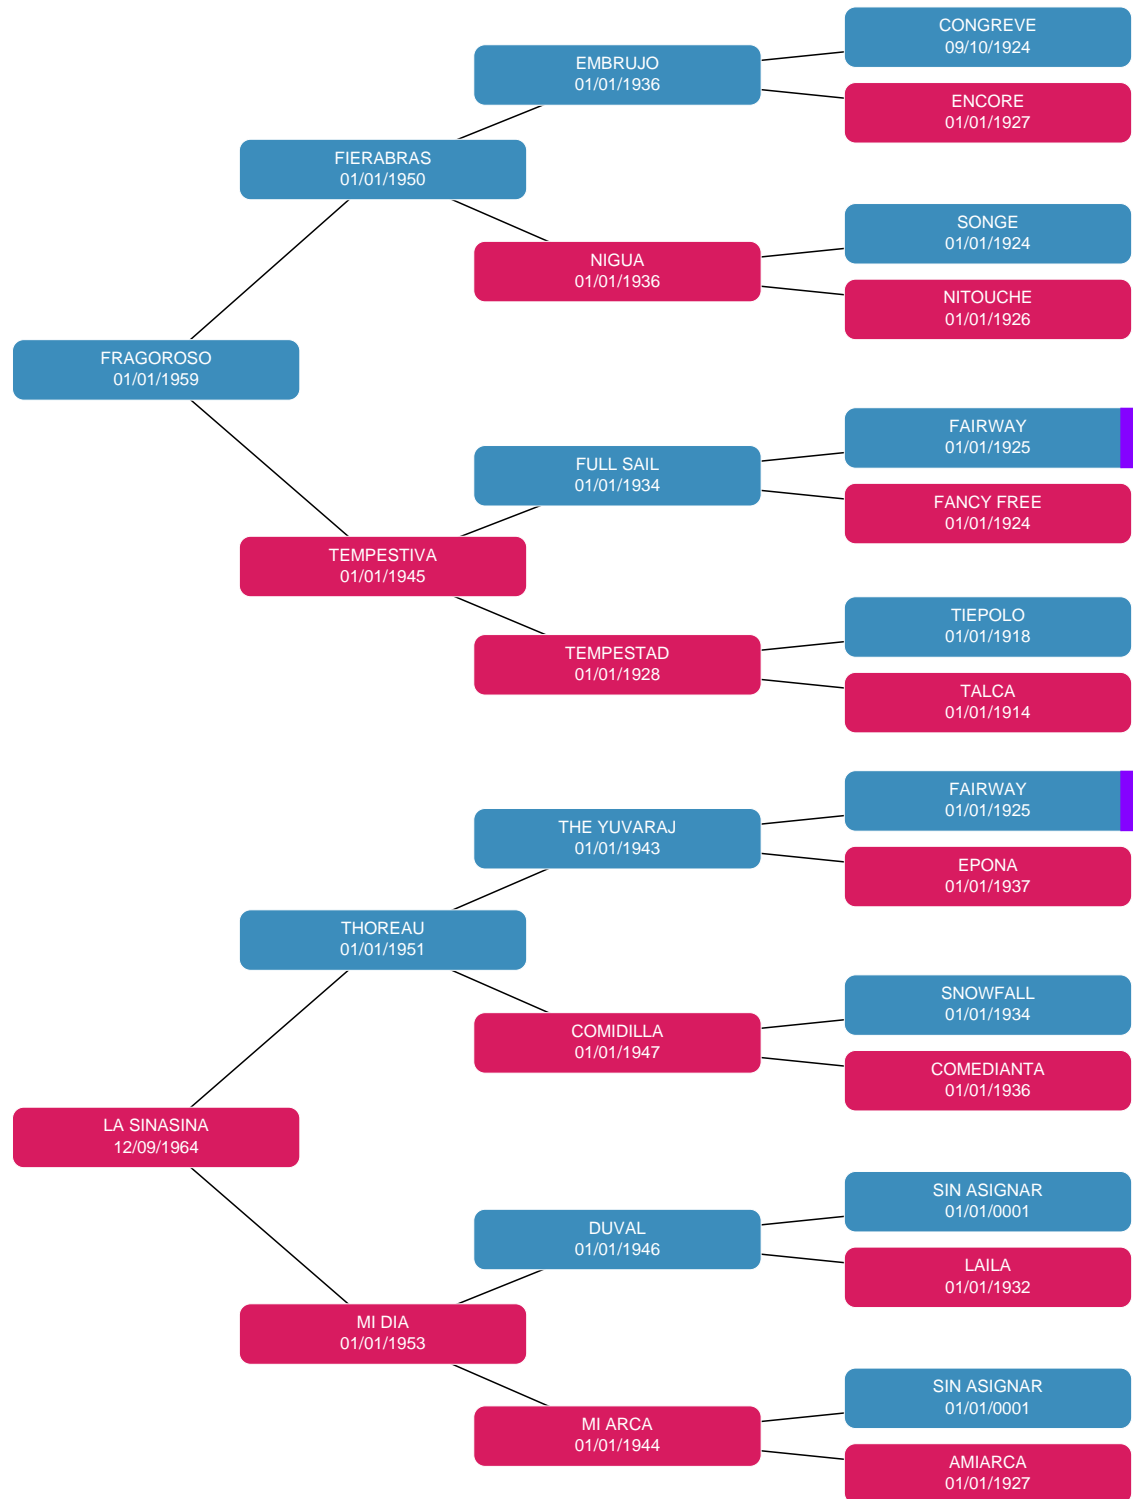 CONGREVE
09/10/1924
EMBRUJO
01/01/1936
ENCORE
01/01/1927
FIERABRAS
01/01/1950
SONGE
01/01/1924
NIGUA
01/01/1936
NITOUCHE
01/01/1926
FRAGOROSO
01/01/1959
FAIRWAY
01/01/1925
FULL SAIL
01/01/1934
FANCY FREE
01/01/1924
TEMPESTIVA
01/01/1945
TIEPOLO
01/01/1918
TEMPESTAD
01/01/1928
TALCA
01/01/1914
FAIRWAY
01/01/1925
THE YUVARAJ
01/01/1943
EPONA
01/01/1937
THOREAU
01/01/1951
SNOWFALL
01/01/1934
COMIDILLA
01/01/1947
COMEDIANTA
01/01/1936
LA SINASINA
12/09/1964
SIN ASIGNAR
01/01/0001
DUVAL
01/01/1946
LAILA
01/01/1932
MI DIA
01/01/1953
SIN ASIGNAR
01/01/0001
MI ARCA
01/01/1944
AMIARCA
01/01/1927